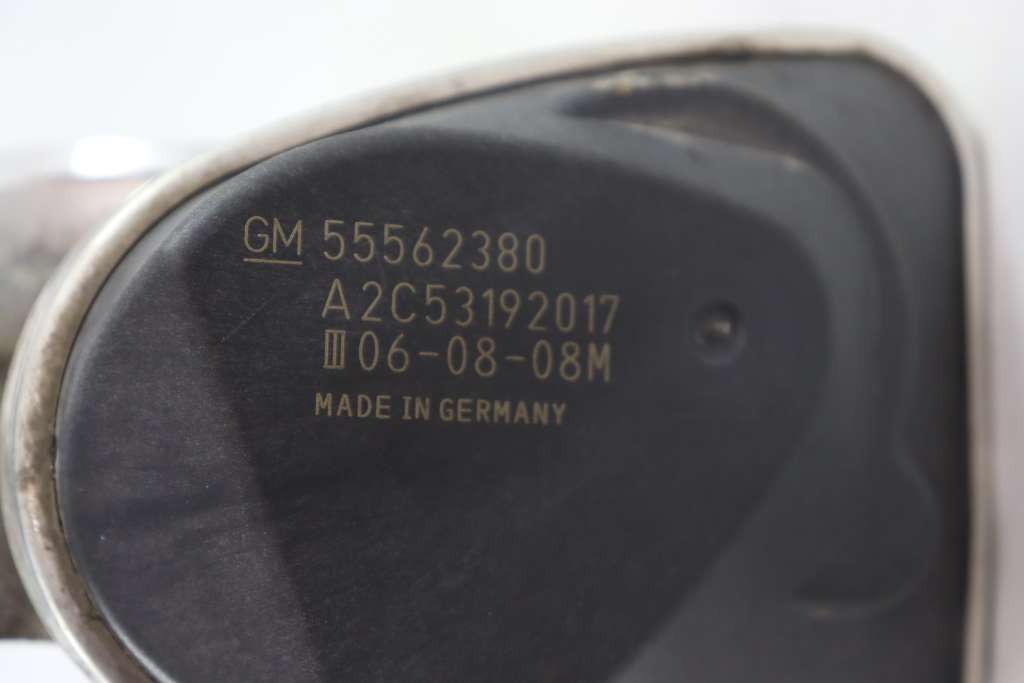 GM 55562380
A2C53192017
III 06-08-08M
MADE IN GERMANY